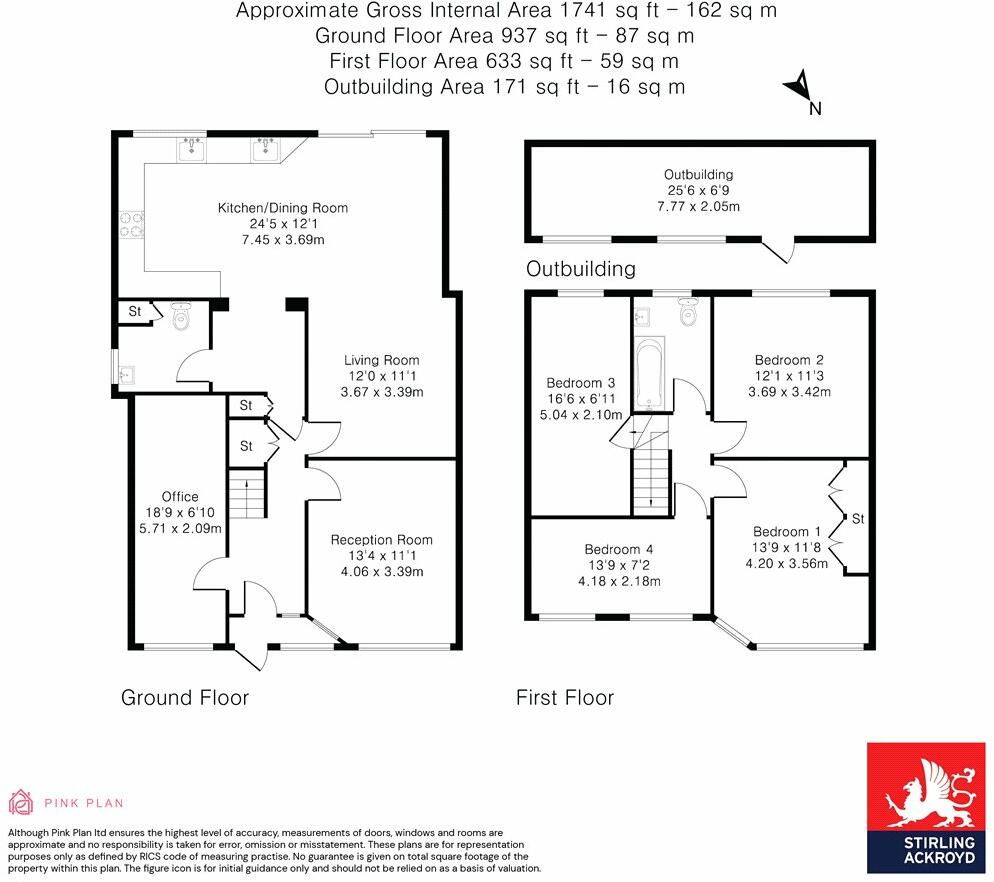 Approximate Gross Internal Area 1741 sq ft – 162 sq m
Ground Floor Area 937 sq ft – 87 sq m
First Floor Area 633 sq ft – 59 sq m
Outbuilding Area 171 sq ft – 16 sq m
N
Kitchen/Dining Room
24'5 x 12'1
7.45 x 3.69m
St
Living Room
12'0 x 11'1
3.67 x 3.39m
St
St
Office
18'9 x 6'10
5.71 x 2.09m
Reception Room
13'4 x 11'1
4.06 x 3.39m
Ground Floor
Outbuilding
25'6 x 6'9
7.77 x 2.05m
Outbuilding
Bedroom 3
16'6 x 6'11
5.04 x 2.10m
Bedroom 2
12'1 x 11'3
3.69 x 3.42m
Bedroom 4
13'9 x 7'2
4.18 x 2.18m
Bedroom 1
13'9 x 11'8
4.20 x 3.56m
St
First Floor
PINK PLAN
Although Pink Plan ltd ensures the highest level of accuracy, measurements of doors, windows and rooms are
approximate and no responsibility is taken for error, omission or misstatement. These plans are for representation
purposes only as defined by RICS code of measuring practise. No guarantee is given on total square footage of the
property within this plan. The figure icon is for initial guidance only and should not be relied on as a basis of valuation.
STIRLING
ACKROYD